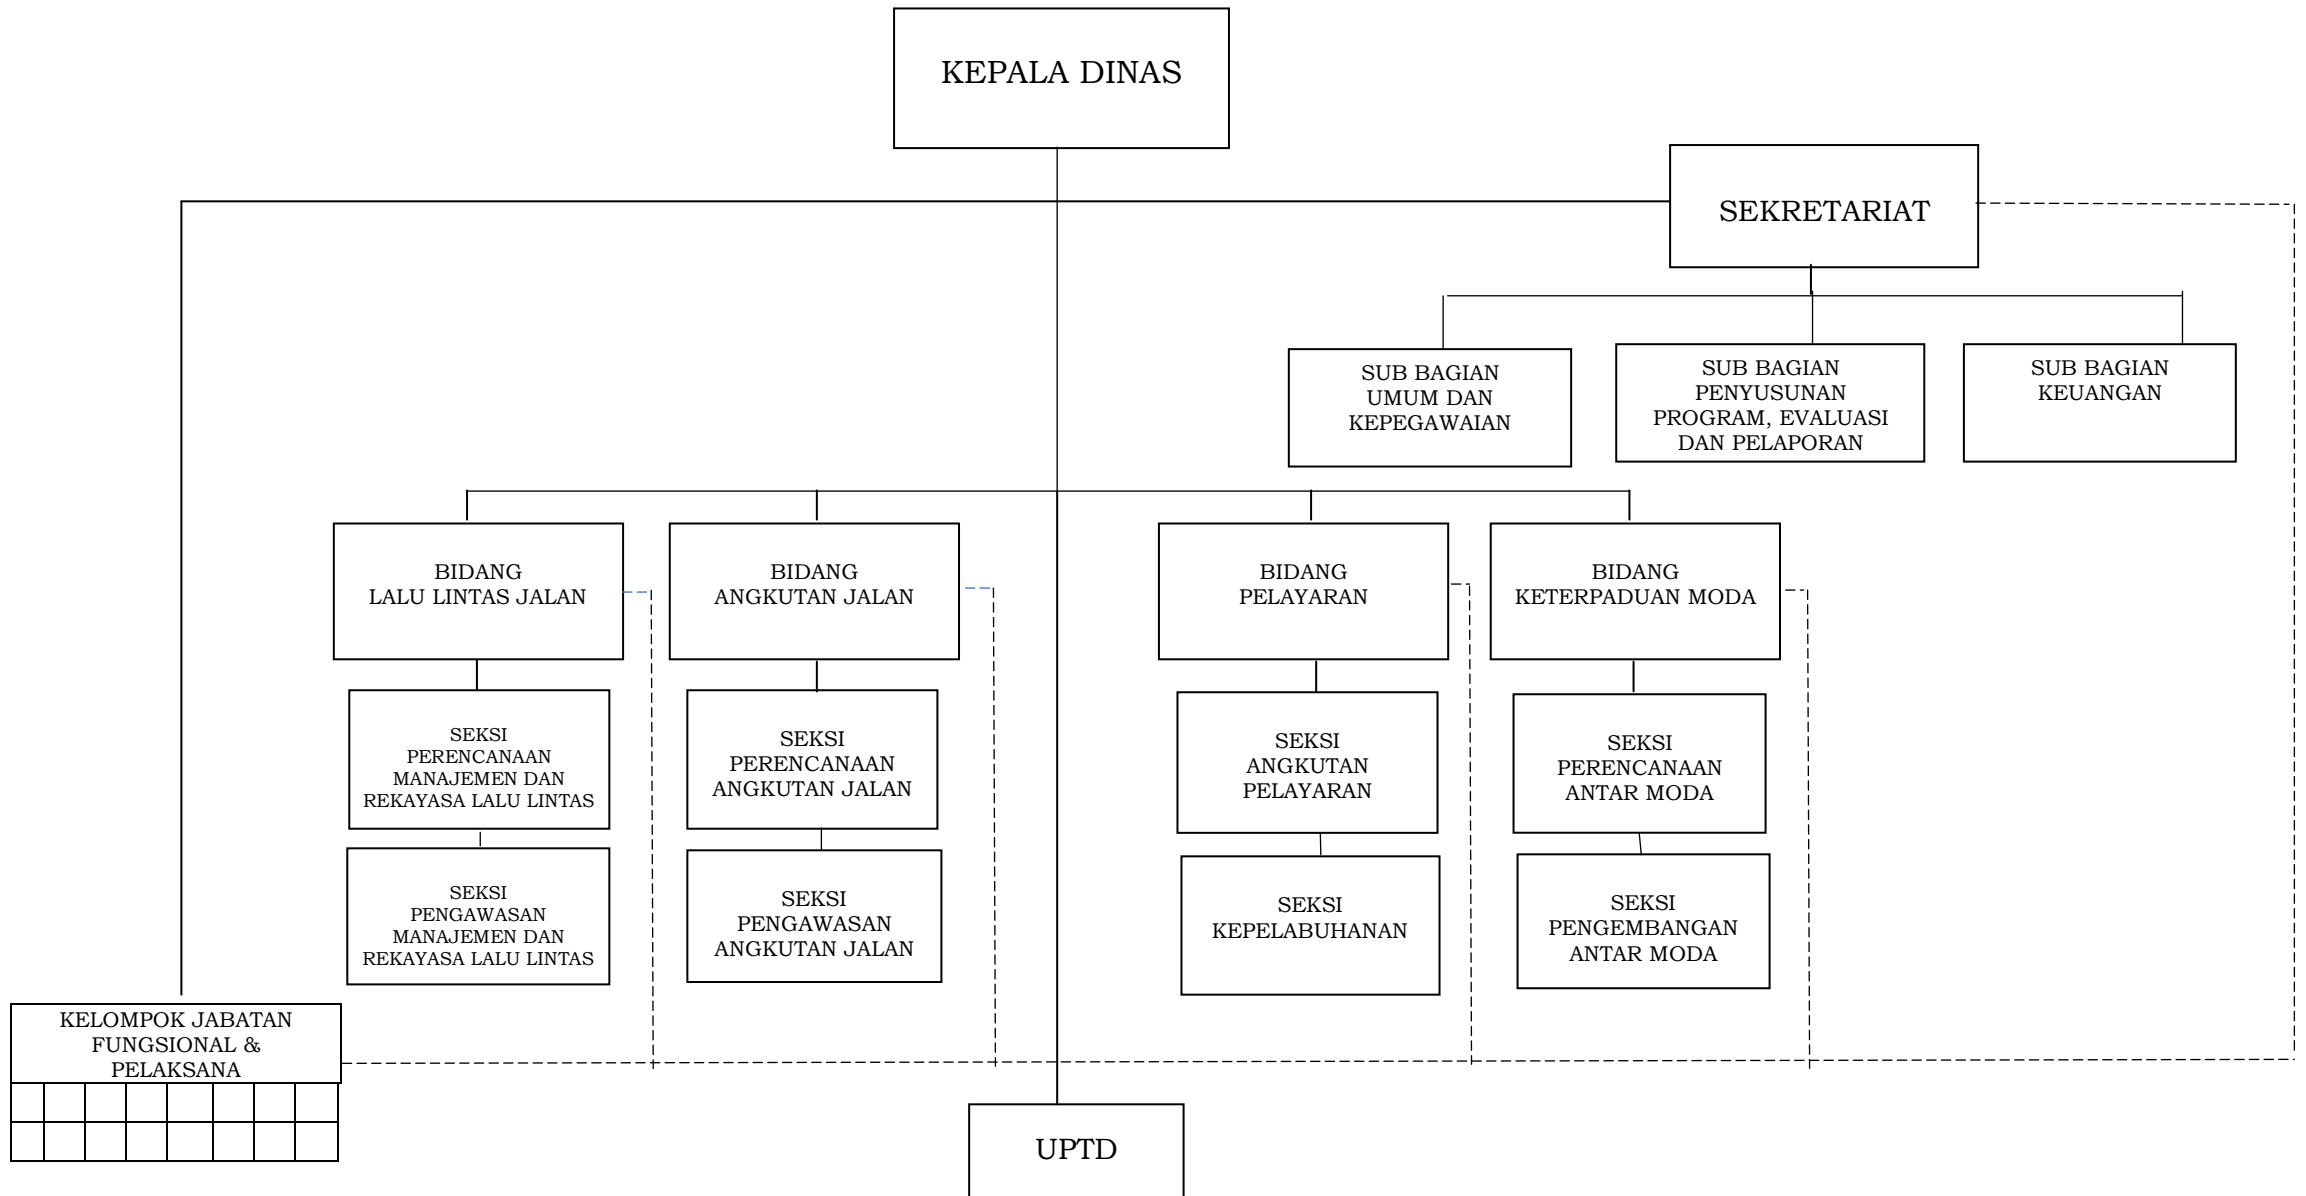 KEPALA DINAS
SEKRETARIAT
SUB BAGIAN
UMUM DAN
KEPEGAWAIAN
SUB BAGIAN
PENYUSUNAN
PROGRAM, EVALUASI
DAN PELAPORAN
SUB BAGIAN
KEUANGAN
BIDANG
LALU LINTAS JALAN
BIDANG
ANGKUTAN JALAN
BIDANG
PELAYARAN
BIDANG
KETERPADUAN MODA
SEKSI
PERENCANAAN
MANAJEMEN DAN
REKAYASA LALU LINTAS
SEKSI
PERENCANAAN
ANGKUTAN JALAN
SEKSI
ANGKUTAN
PELAYARAN
SEKSI
PERENCANAAN
ANTAR MODA
SEKSI
PENGAWASAN
MANAJEMEN DAN
REKAYASA LALU LINTAS
SEKSI
PENGAWASAN
ANGKUTAN JALAN
SEKSI
KEPELABUHANAN
SEKSI
PENGEMBANGAN
ANTAR MODA
KELOMPOK JABATAN
FUNGSIONAL &
PELAKSANA
UPTD